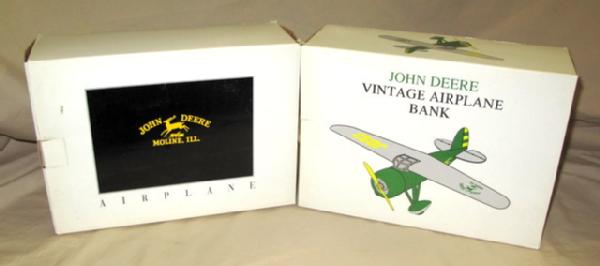 JOHN DEERE
MOLINE, ILL.
AIRPLANE
JOHN DEERE
VINTAGE AIRPLANE
BANK